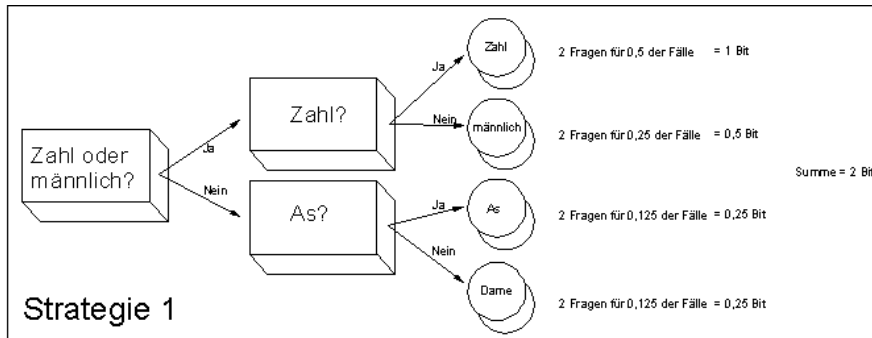 Zahl
2 Fragen für 0,5 der Fälle = 1 Bit
Ja
Zahl?
Nein
männlich
2 Fragen für 0,25 der Fälle = 0,5 Bit
Zahl oder
männlich?
Ja
Summe = 2 Bit
Nein
As?
Ja
As
2 Fragen für 0,125 der Fälle = 0,25 Bit
Nein
Dame
2 Fragen für 0,125 der Fälle = 0,25 Bit
Strategie 1